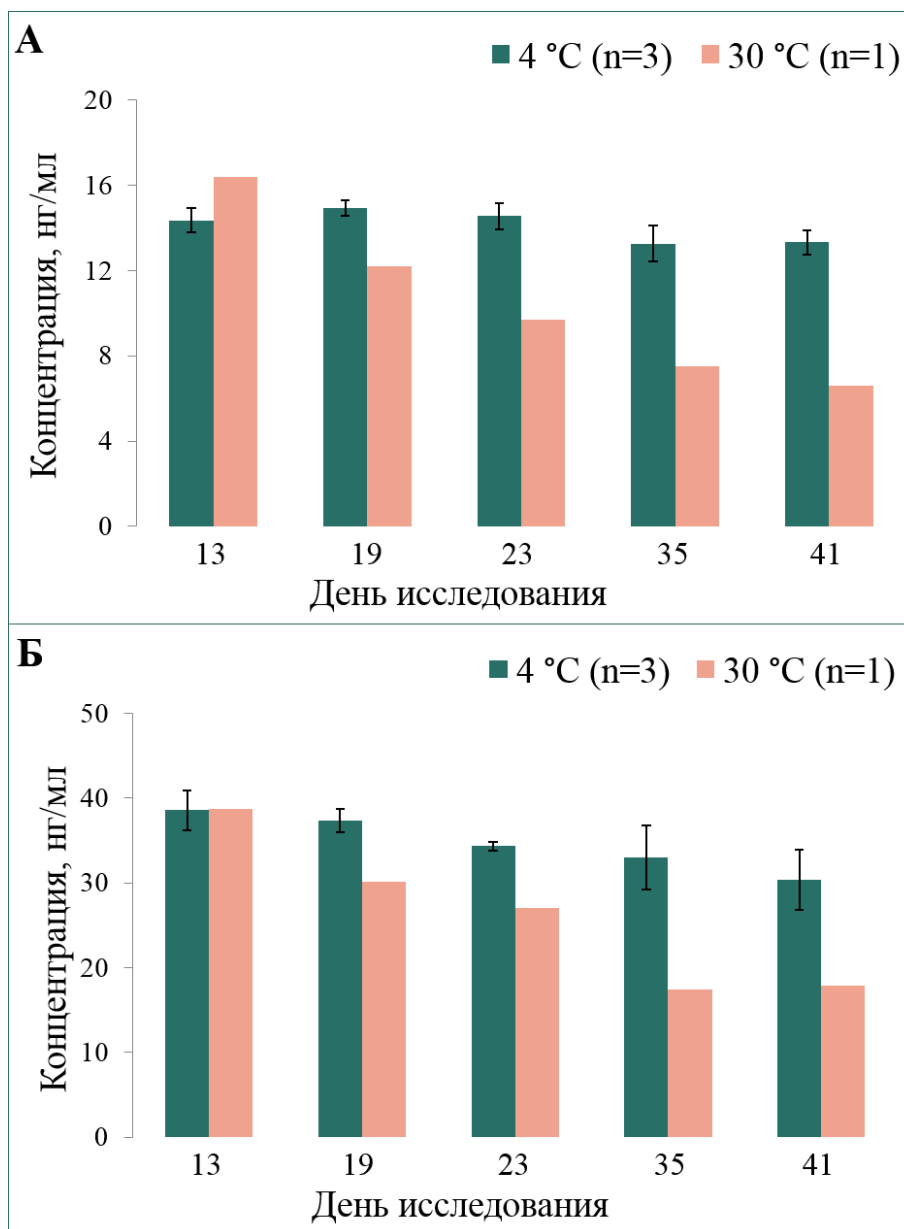 А
4 °C (n=3) 30 °C (n=1)
Концентрация, нг/мл
20
16
12
8
4
0
13 19 23 35 41
День исследования
Б
4 °C (n=3) 30 °C (n=1)
Концентрация, нг/мл
50
40
30
20
10
0
13 19 23 35 41
День исследования